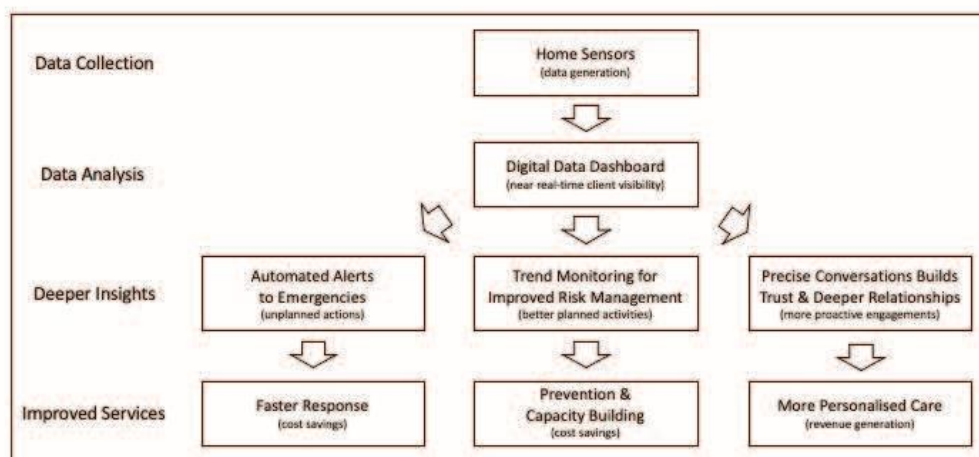 Data Collection
Home Sensors
(data generation)
Data Analysis
Digital Data Dashboard
(near real-time client visibility)
Deeper Insights
Automated Alerts
to Emergencies
(unplanned actions)
Trend Monitoring for
Improved Risk Management
(better planned activities)
Precise Conversations Builds
Trust & Deeper Relationships
(more proactive engagements)
Improved Services
Faster Response
(cost savings)
Prevention &
Capacity Building
(cost savings)
More Personalised Care
(revenue generation)